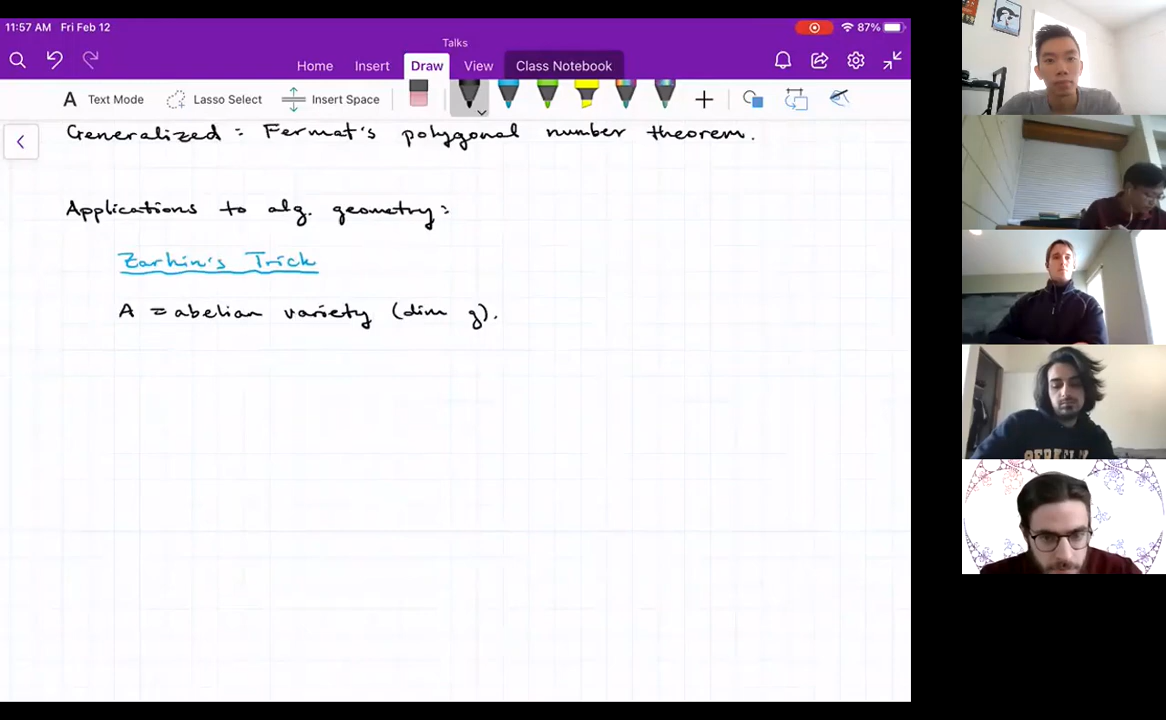 11:57 AM Fri Feb 12
87%
Talks
Home Insert Draw View Class Notebook
Text Mode Lasso Select Insert Space
Generalized = Fermat's polygonal number theorem.
Applications to alg. geometry:
Zarhin's Trick
A = abelian variety (dim g).
BERKELEY